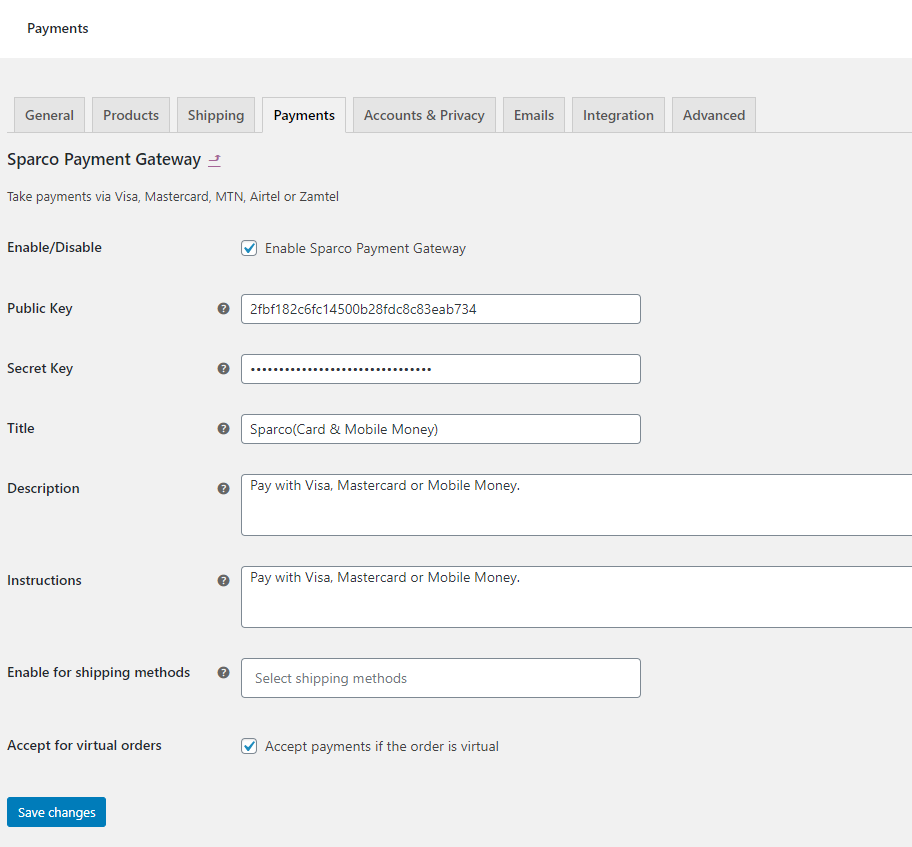 Payments
General Products Shipping Payments Accounts & Privacy Emails Integration Advanced
Sparco Payment Gateway
Take payments via Visa, Mastercard, MTN, Airtel or Zamtel
Enable/Disable Enable Sparco Payment Gateway
Public Key ? 2fbf182c6fc14500b28fdc8c83eab734
Secret Key ? ••••••••••••••••••••••••••••••••
Title ? Sparco(Card & Mobile Money)
Description ? Pay with Visa, Mastercard or Mobile Money.
Instructions ? Pay with Visa, Mastercard or Mobile Money.
Enable for shipping methods ? Select shipping methods
Accept for virtual orders Accept payments if the order is virtual
Save changes